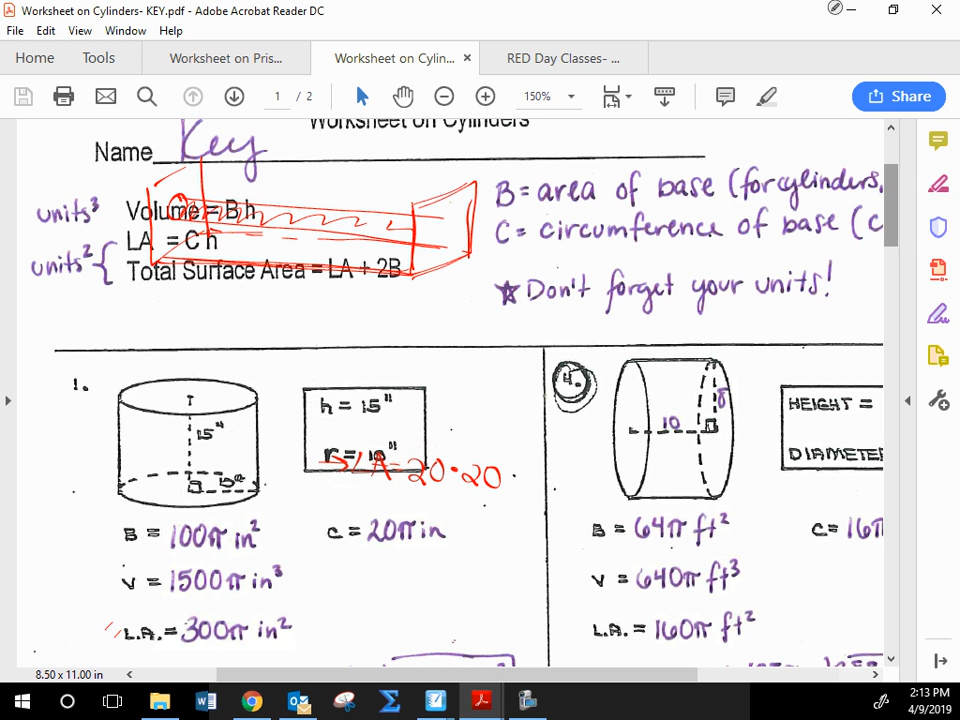 Worksheet on Cylinders- KEY.pdf - Adobe Acrobat Reader DC
File Edit View Window Help
Home Tools Worksheet on Pris... Worksheet on Cylin... × RED Day Classes- ...
1 / 2 150% Share
Worksheet on Cylinders
Name Key
units³ Volume = B h
LA = C h
units² Total Surface Area = LA + 2B
B = area of base (for cylinders,
C = circumference of base (c
☆ Don't forget your units!
1.
15"
10"
h = 15"
r = 10"
LA = 20·20
B = 100π in²
C = 20π in
V = 1500π in³
L.A. = 300π in²
4.
10
8
HEIGHT =
DIAMETER
B = 64π ft²
C = 16π
V = 640π ft³
L.A. = 160π ft²
8.50 x 11.00 in
2:13 PM
4/9/2019